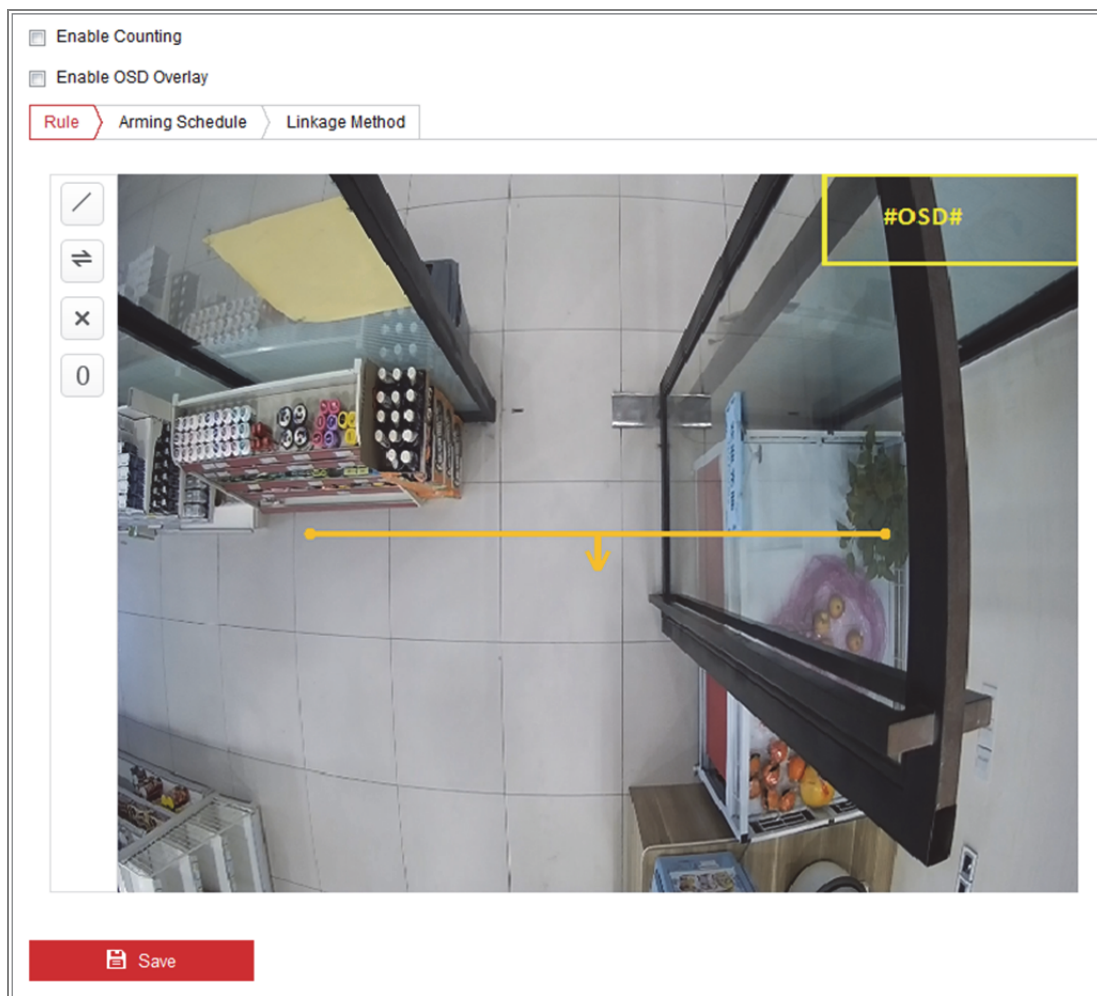 Enable Counting
Enable OSD Overlay
Rule Arming Schedule Linkage Method
#OSD#
0
Save